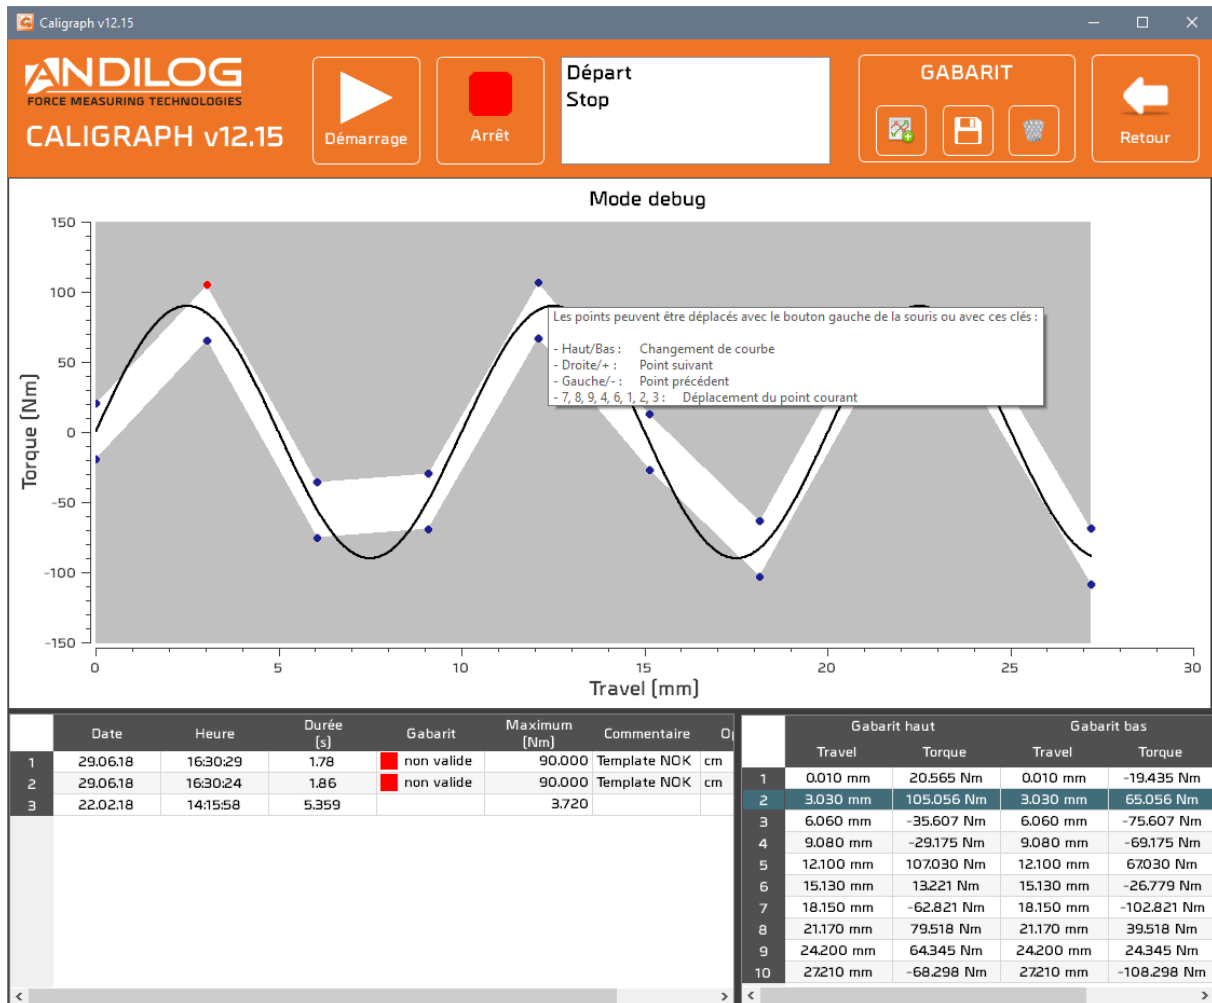 Caligraph v12.15
ANDILOG
FORCE MEASURING TECHNOLOGIES
CALIGRAPH v12.15
Démarrage
Arrêt
Départ
Stop
GABARIT
Retour
Mode debug
Torque [Nm]
150
100
50
0
-50
-100
-150
Les points peuvent être déplacés avec le bouton gauche de la souris ou avec ces clés :
- Haut/Bas : Changement de courbe
- Droite/+ : Point suivant
- Gauche/- : Point précédent
- 7, 8, 9, 4, 6, 1, 2, 3 : Déplacement du point courant
0 5 10 15 20 25 30
Travel [mm]
Date Heure Durée [s] Gabarit Maximum [Nm] Commentaire Op
1 29.06.18 16:30:29 1.78 non valide 90.000 Template NOK cm
2 29.06.18 16:30:24 1.86 non valide 90.000 Template NOK cm
3 22.02.18 14:15:58 5.359 3.720
Gabarit haut Gabarit bas
Travel Torque Travel Torque
1 0.010 mm 20.565 Nm 0.010 mm -19.435 Nm
2 3.030 mm 105.056 Nm 3.030 mm 65.056 Nm
3 6.060 mm -35.607 Nm 6.060 mm -75.607 Nm
4 9.080 mm -29.175 Nm 9.080 mm -69.175 Nm
5 12.100 mm 107.030 Nm 12.100 mm 67.030 Nm
6 15.130 mm 13.221 Nm 15.130 mm -26.779 Nm
7 18.150 mm -62.821 Nm 18.150 mm -102.821 Nm
8 21.170 mm 79.518 Nm 21.170 mm 39.518 Nm
9 24.200 mm 64.345 Nm 24.200 mm 24.345 Nm
10 27.210 mm -68.298 Nm 27.210 mm -108.298 Nm